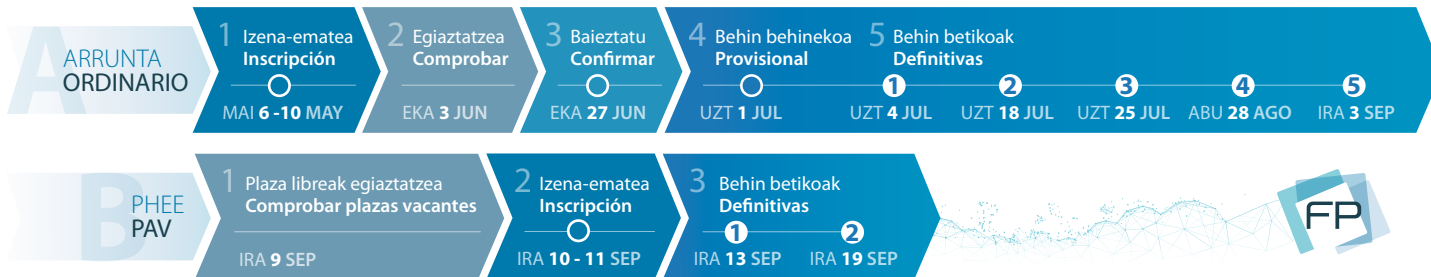 A
ARRUNTA
ORDINARIO
1 Izena-ematea
Inscripción
MAI 6 -10 MAY
2 Egiaztatzea
Comprobar
EKA 3 JUN
3 Baieztatu
Confirmar
EKA 27 JUN
4 Behin behinekoa
Provisional
UZT 1 JUL
5 Behin betikoak
Definitivas
1 2 3 4 5
UZT 4 JUL UZT 18 JUL UZT 25 JUL ABU 28 AGO IRA 3 SEP
B
PHEE
PAV
1 Plaza libreak egiaztatzea
Comprobar plazas vacantes
IRA 9 SEP
2 Izena-ematea
Inscripción
IRA 10 - 11 SEP
3 Behin betikoak
Definitivas
1 2
IRA 13 SEP IRA 19 SEP
FP